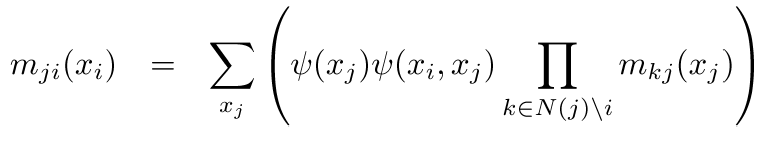 m_{ji}(x_i) = \sum_{x_j} \left( \psi(x_j) \psi(x_i, x_j) \prod_{k \in N(j) \setminus i} m_{kj}(x_j) \right)